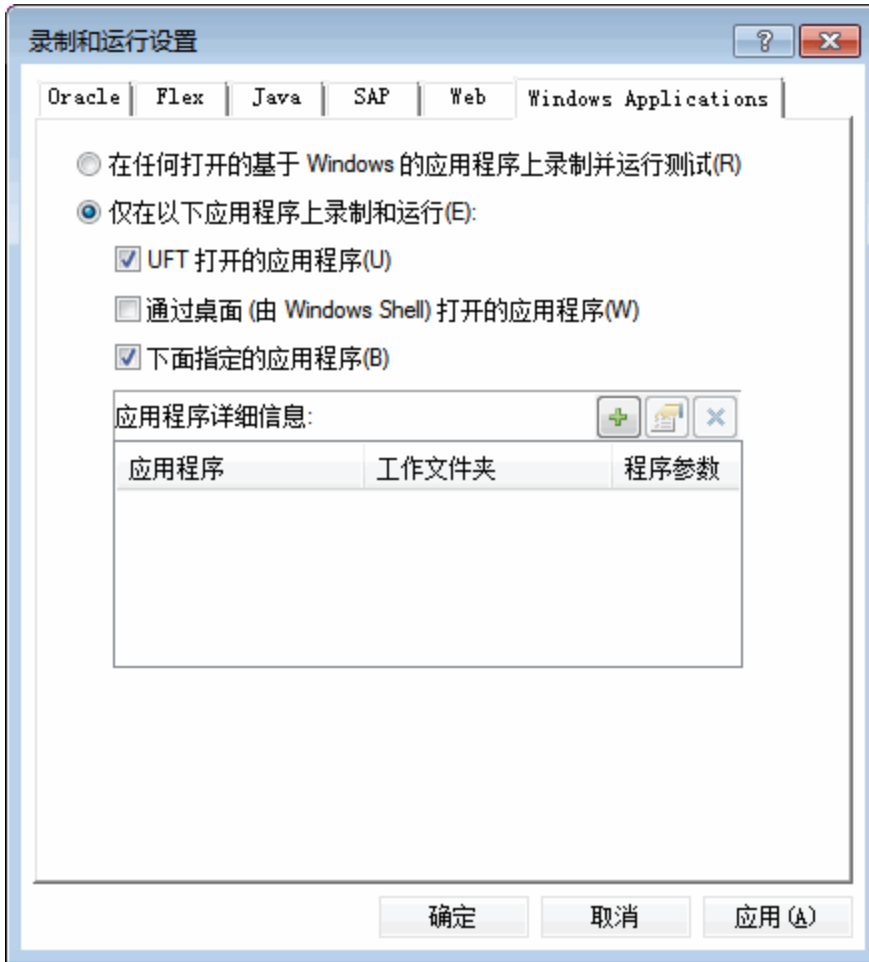 录制和运行设置
Oracle Flex Java SAP Web Windows Applications
在任何打开的基于 Windows 的应用程序上录制并运行测试(R)
仅在以下应用程序上录制和运行(E):
UFT 打开的应用程序(U)
通过桌面 (由 Windows Shell) 打开的应用程序(W)
下面指定的应用程序(B)
应用程序详细信息:
应用程序 工作文件夹 程序参数
确定 取消 应用(A)